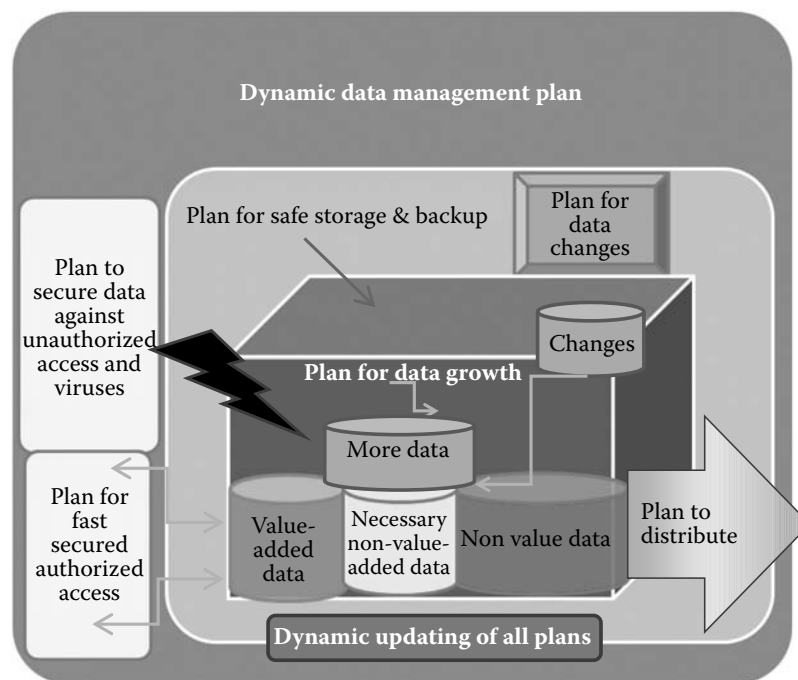 Dynamic data management plan
Plan for safe storage & backup
Plan for
data
changes
Plan to
secure data
against
unauthorized
access and
viruses
Changes
Plan for data growth
More data
Plan for
fast
secured
authorized
access
Value-
added
data
Necessary
non-value-
added data
Non value data
Plan to
distribute
Dynamic updating of all plans